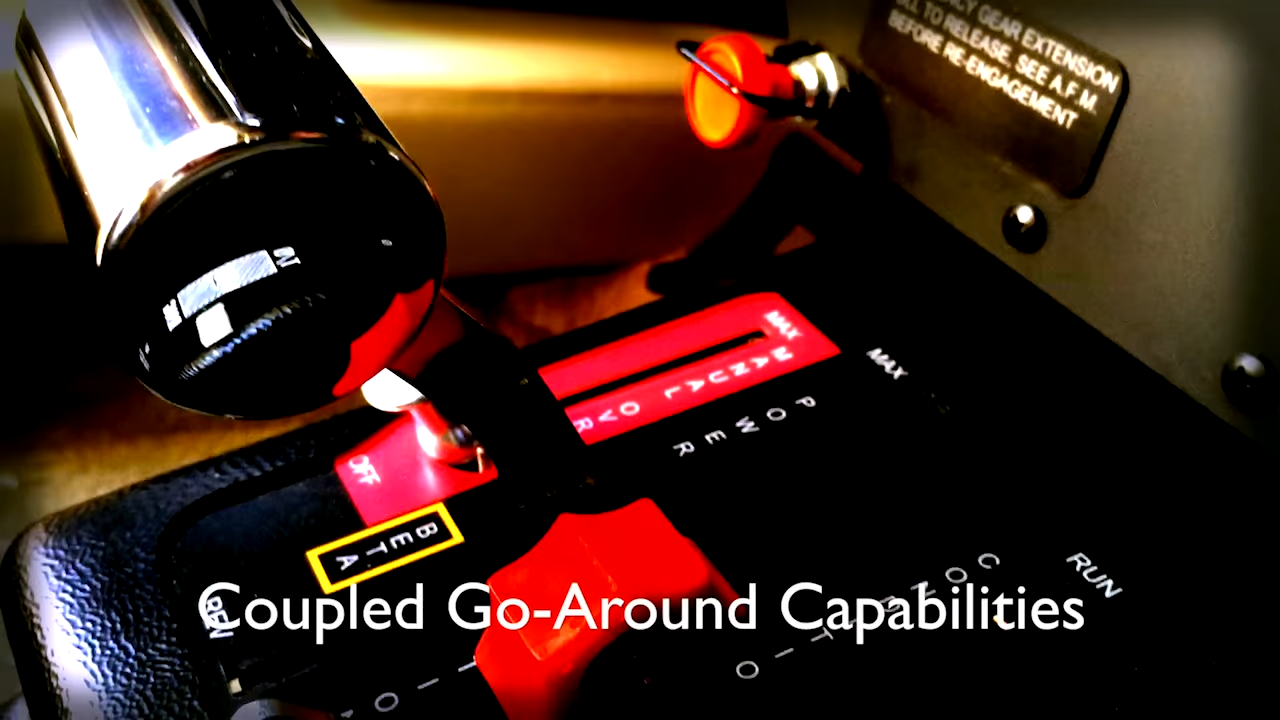 CY GEAR EXTENSION
PULL TO RELEASE. SEE A.F.M.
BEFORE RE-ENGAGEMENT
MAX
MANUAL OVR
MAX
POWER
OFF
BETA
RUN
Coupled Go-Around Capabilities